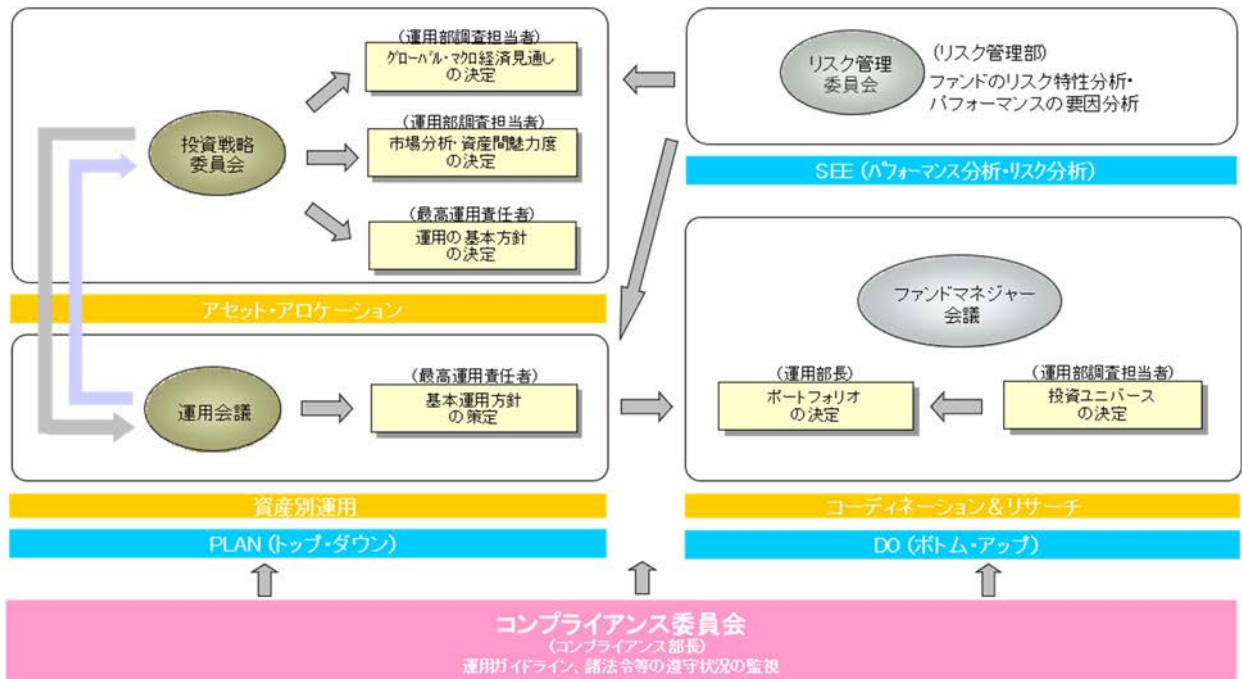 (運用部調査担当者)
グローバル・マクロ経済見通し
の決定
投資戦略
委員会
(運用部調査担当者)
市場分析・資産間魅力度
の決定
(最高運用責任者)
運用の基本方針
の決定
アセット・アロケーション
運用会議
(最高運用責任者)
基本運用方針
の策定
資産別運用
PLAN (トップ・ダウン)
リスク管理
委員会
(リスク管理部)
ファンドのリスク特性分析・
パフォーマンスの要因分析
SEE (パフォーマンス分析・リスク分析)
ファンドマネジャー
会議
(運用部長)
ポートフォリオ
の決定
(運用部調査担当者)
投資ユニバース
の決定
コーディネーション&リサーチ
DO (ボトム・アップ)
コンプライアンス委員会
(コンプライアンス部長)
運用ガイドライン、諸法令等の遵守状況の監視